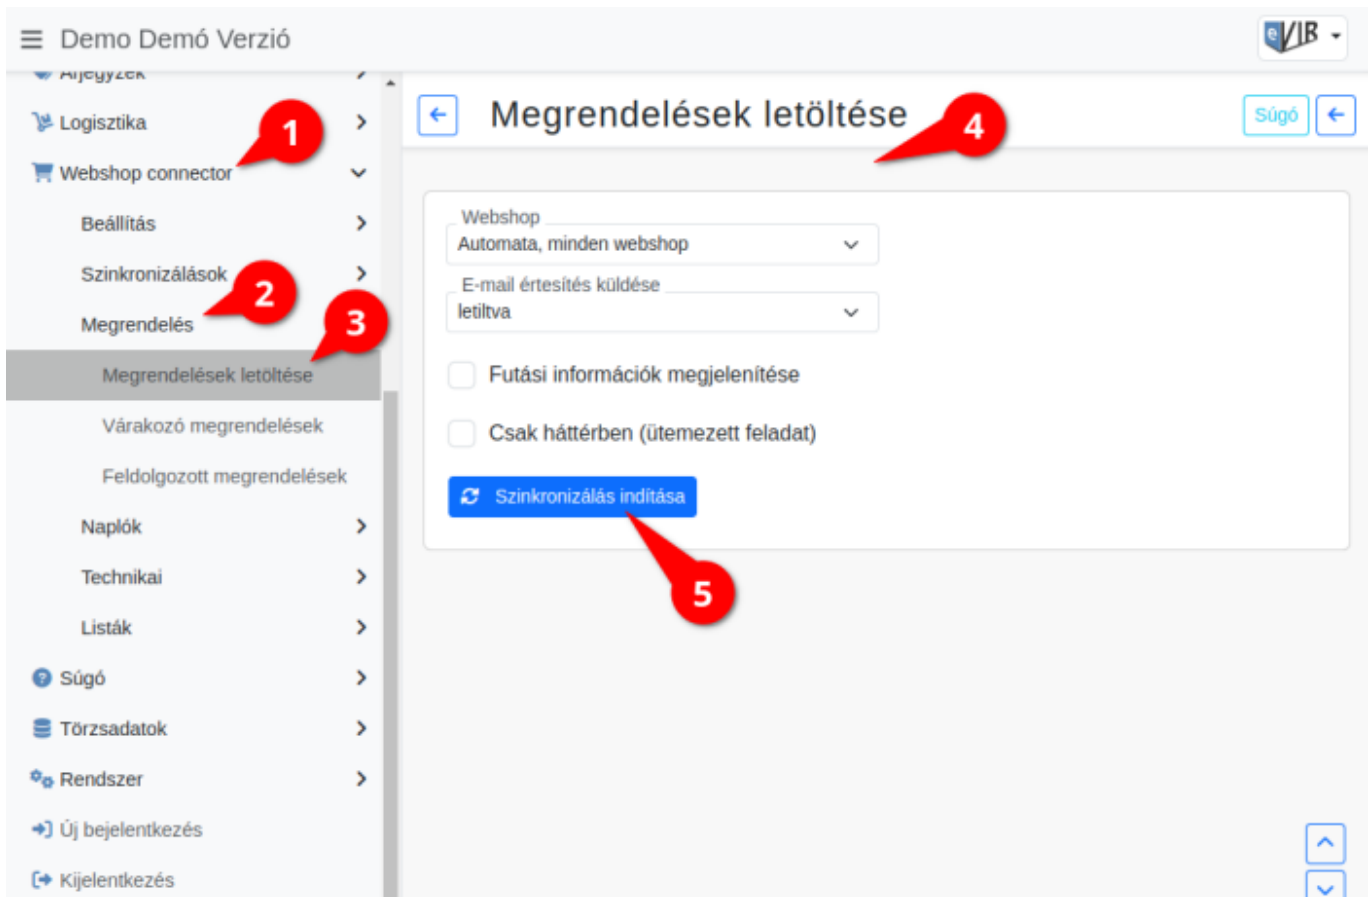 Demo Demó Verzió
eVIR
Árjegyzék
Logisztika
1
Webshop connector
Beállítás
Szinkronizálások
2
Megrendelés
3
Megrendelések letöltése
Várakozó megrendelések
Feldolgozott megrendelések
Naplók
Technikai
Listák
Súgó
Törzsadatok
Rendszer
Új bejelentkezés
Kijelentkezés
Megrendelések letöltése
4
Súgó
Webshop
Automata, minden webshop
E-mail értesítés küldése
letiltva
Futási információk megjelenítése
Csak háttérben (ütemezett feladat)
Szinkronizálás indítása
5